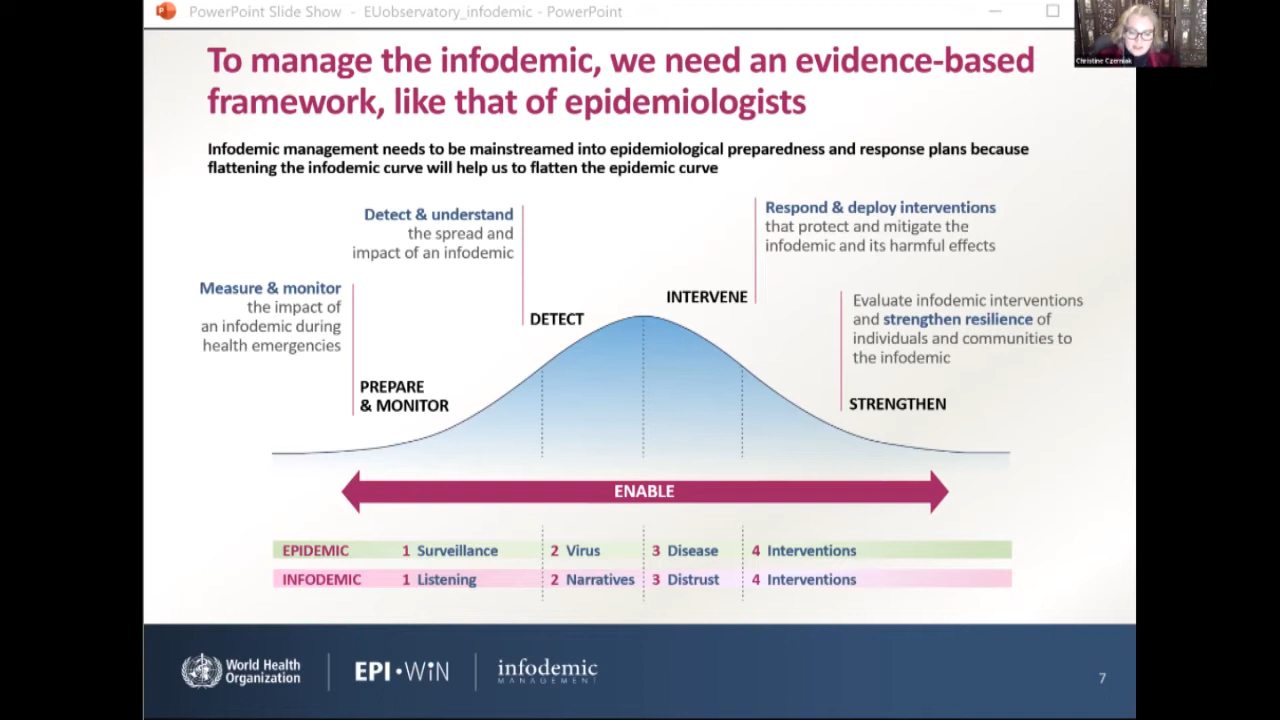 PowerPoint Slide Show - EUobservatory_infodemic - PowerPoint
Christine Czerniak
To manage the infodemic, we need an evidence-based
framework, like that of epidemiologists
Infodemic management needs to be mainstreamed into epidemiological preparedness and response plans because
flattening the infodemic curve will help us to flatten the epidemic curve
Measure & monitor
the impact of
an infodemic during
health emergencies
PREPARE
& MONITOR
Detect & understand
the spread and
impact of an infodemic
DETECT
Respond & deploy interventions
that protect and mitigate the
infodemic and its harmful effects
INTERVENE
Evaluate infodemic interventions
and strengthen resilience of
individuals and communities to
the infodemic
STRENGTHEN
ENABLE
EPIDEMIC 1 Surveillance 2 Virus 3 Disease 4 Interventions
INFODEMIC 1 Listening 2 Narratives 3 Distrust 4 Interventions
World Health
Organization
EPI•WiN
infodemic
MANAGEMENT
7